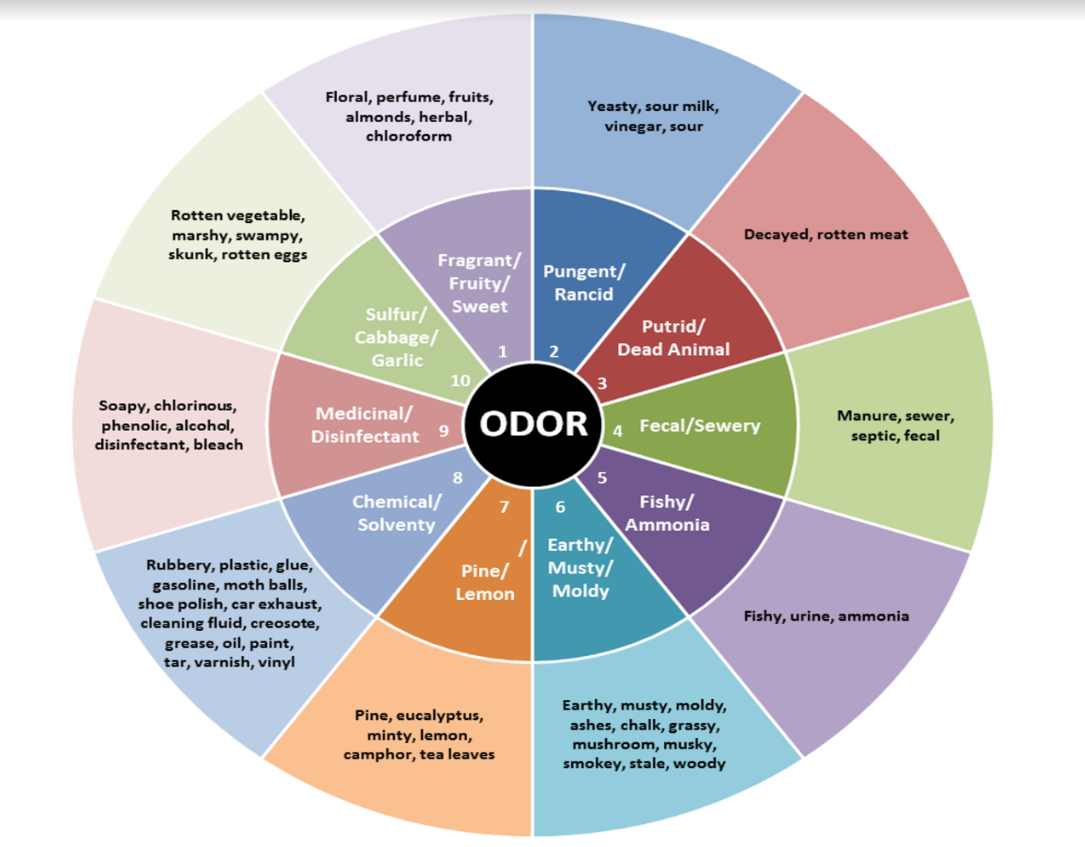 ODOR
1
Fragrant/
Fruity/
Sweet
Floral, perfume, fruits,
almonds, herbal,
chloroform
2
Pungent/
Rancid
Yeasty, sour milk,
vinegar, sour
3
Putrid/
Dead Animal
Decayed, rotten meat
4
Fecal/Sewery
Manure, sewer,
septic, fecal
5
Fishy/
Ammonia
Fishy, urine, ammonia
6
Earthy/
Musty/
Moldy
Earthy, musty, moldy,
ashes, chalk, grassy,
mushroom, musky,
smokey, stale, woody
7
/
Pine/
Lemon
Pine, eucalyptus,
minty, lemon,
camphor, tea leaves
8
Chemical/
Solventy
Rubbery, plastic, glue,
gasoline, moth balls,
shoe polish, car exhaust,
cleaning fluid, creosote,
grease, oil, paint,
tar, varnish, vinyl
9
Medicinal/
Disinfectant
Soapy, chlorinous,
phenolic, alcohol,
disinfectant, bleach
10
Sulfur/
Cabbage/
Garlic
Rotten vegetable,
marshy, swampy,
skunk, rotten eggs